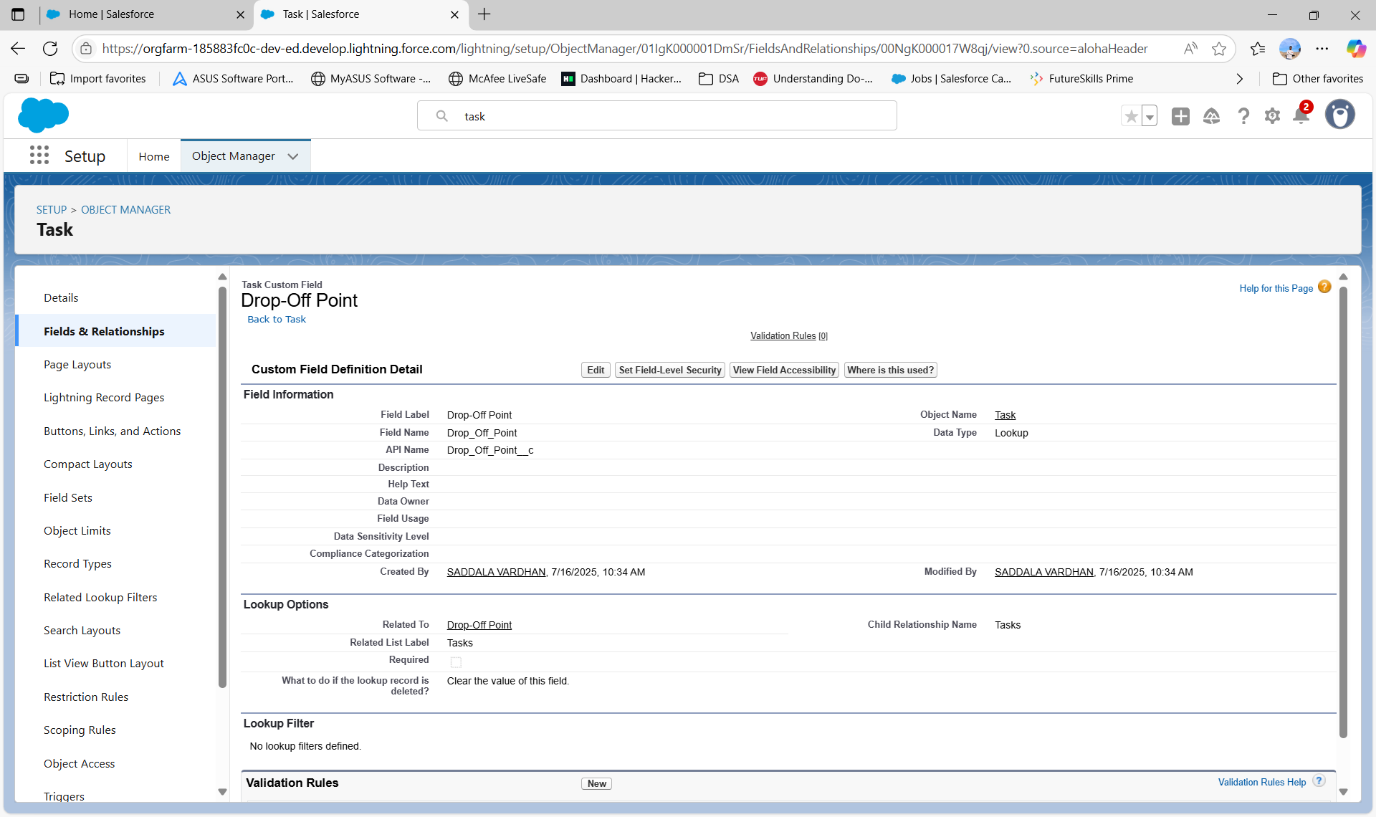 Home | Salesforce
Task | Salesforce
https://orgfarm-185883fc0c-dev-ed.develop.lightning.force.com/lightning/setup/ObjectManager/01IgK000001DmSr/FieldsAndRelationships/00NgK000017W8qj/view?0.source=alohaHeader
Import favorites
ASUS Software Port...
MyASUS Software -...
McAfee LiveSafe
Dashboard | Hacker...
DSA
Understanding Do-...
Jobs | Salesforce Ca...
FutureSkills Prime
Other favorites
task
2
Setup
Home
Object Manager
SETUP > OBJECT MANAGER
Task
Details
Fields & Relationships
Page Layouts
Lightning Record Pages
Buttons, Links, and Actions
Compact Layouts
Field Sets
Object Limits
Record Types
Related Lookup Filters
Search Layouts
List View Button Layout
Restriction Rules
Scoping Rules
Object Access
Triggers
Task Custom Field
Drop-Off Point
Back to Task
Help for this Page
Validation Rules [0]
Custom Field Definition Detail
Edit
Set Field-Level Security
View Field Accessibility
Where is this used?
Field Information
Field Label Drop-Off Point
Object Name Task
Field Name Drop_Off_Point
Data Type Lookup
API Name Drop_Off_Point__c
Description
Help Text
Data Owner
Field Usage
Data Sensitivity Level
Compliance Categorization
Created By SADDALA VARDHAN, 7/16/2025, 10:34 AM
Modified By SADDALA VARDHAN, 7/16/2025, 10:34 AM
Lookup Options
Related To Drop-Off Point
Child Relationship Name Tasks
Related List Label Tasks
Required
What to do if the lookup record is
deleted?
Clear the value of this field.
Lookup Filter
No lookup filters defined.
Validation Rules
New
Validation Rules Help